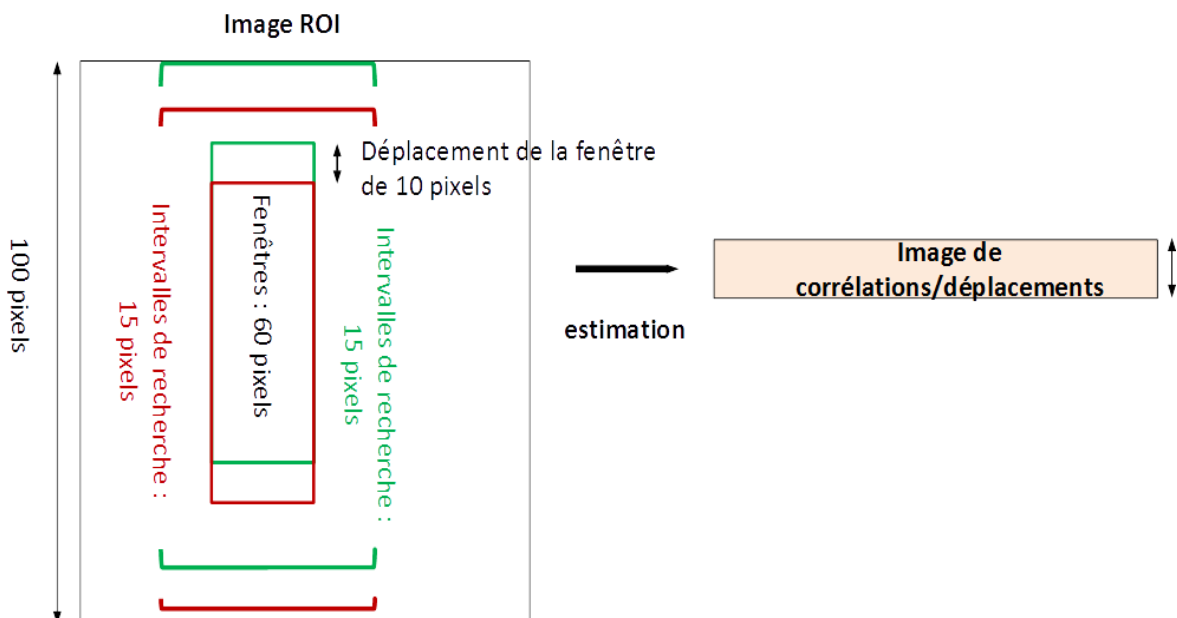 Image ROI
Déplacement de la fenêtre
de 10 pixels
100 pixels
Intervalles de recherche :
15 pixels
Fenêtres : 60 pixels
Intervalles de recherche :
15 pixels
estimation
Image de
corrélations/déplacements